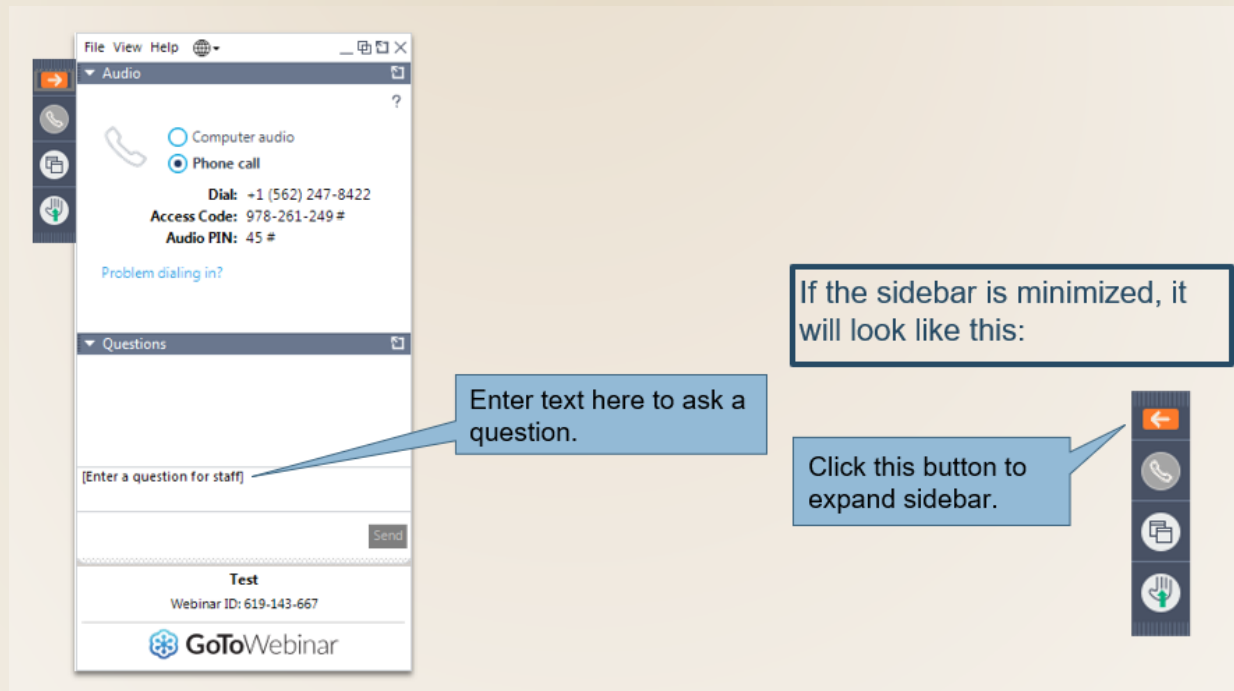 File View Help
Audio
?
Computer audio
Phone call
Dial: +1 (562) 247-8422
Access Code: 978-261-249 #
Audio PIN: 45 #
Problem dialing in?
Questions
[Enter a question for staff]
Send
Test
Webinar ID: 619-143-667
GoToWebinar
Enter text here to ask a
question.
If the sidebar is minimized, it
will look like this:
Click this button to
expand sidebar.